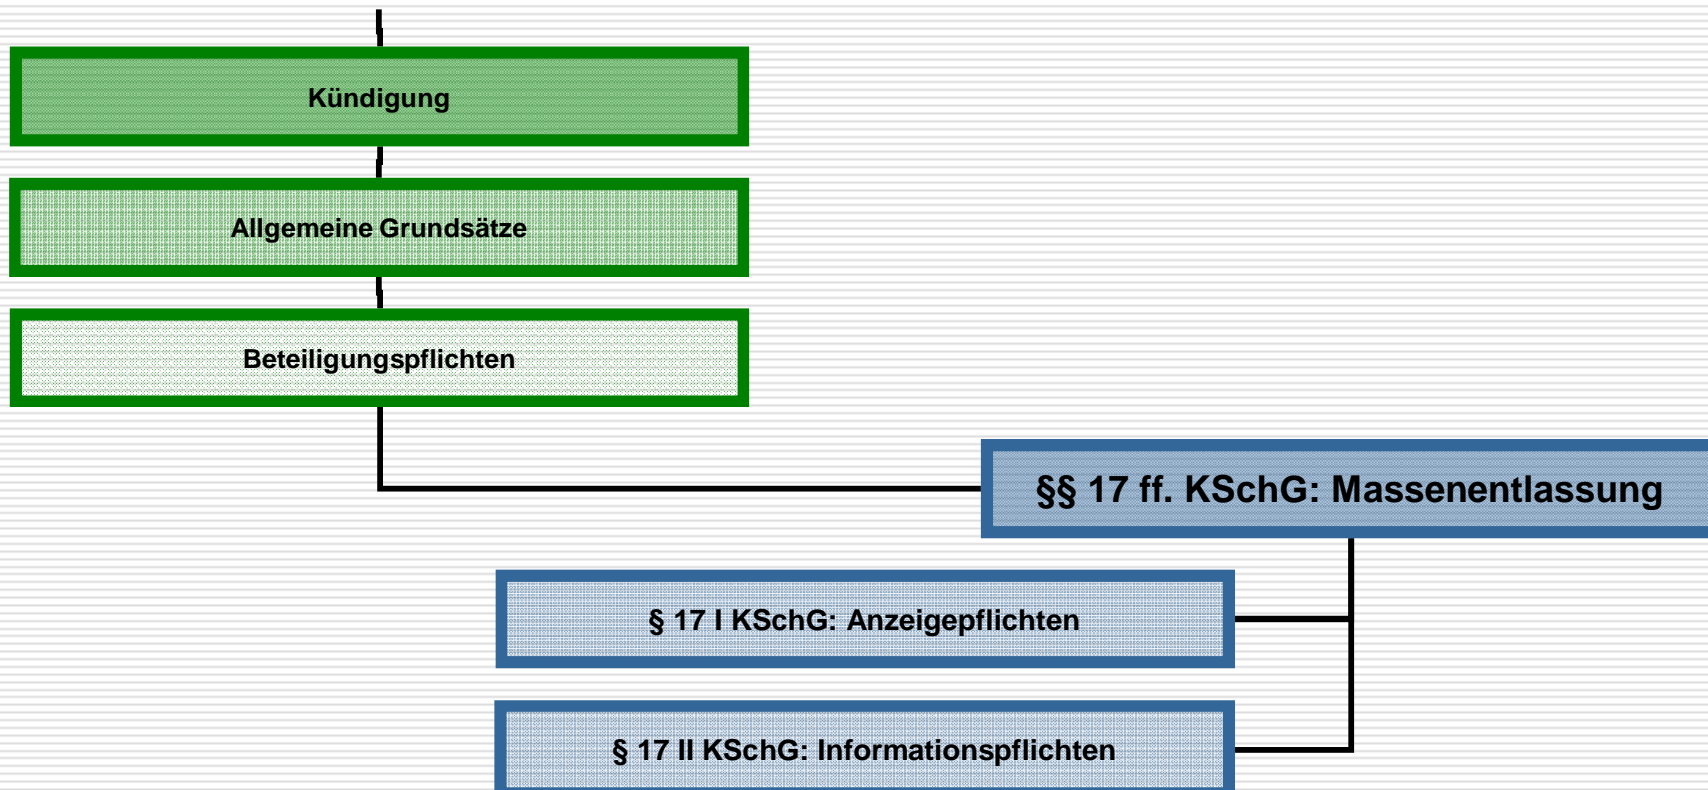 Kündigung
Allgemeine Grundsätze
Beteiligungspflichten
§§ 17 ff. KSchG: Massenentlassung
§ 17 I KSchG: Anzeigepflichten
§ 17 II KSchG: Informationspflichten